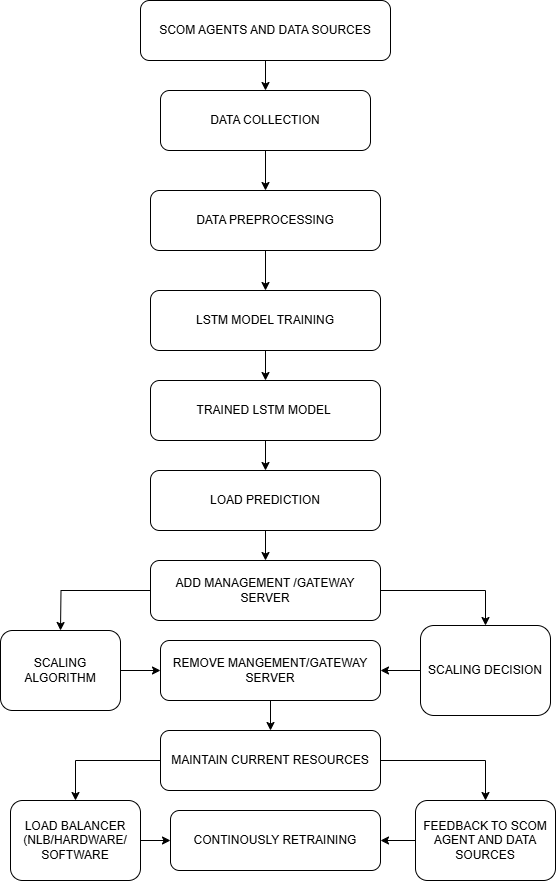 SCOM AGENTS AND DATA SOURCES
DATA COLLECTION
DATA PREPROCESSING
LSTM MODEL TRAINING
TRAINED LSTM MODEL
LOAD PREDICTION
ADD MANAGEMENT /GATEWAY
SERVER
SCALING
ALGORITHM
REMOVE MANGEMENT/GATEWAY
SERVER
SCALING DECISION
MAINTAIN CURRENT RESOURCES
LOAD BALANCER
(NLB/HARDWARE/
SOFTWARE
CONTINOUSLY RETRAINING
FEEDBACK TO SCOM
AGENT AND DATA
SOURCES